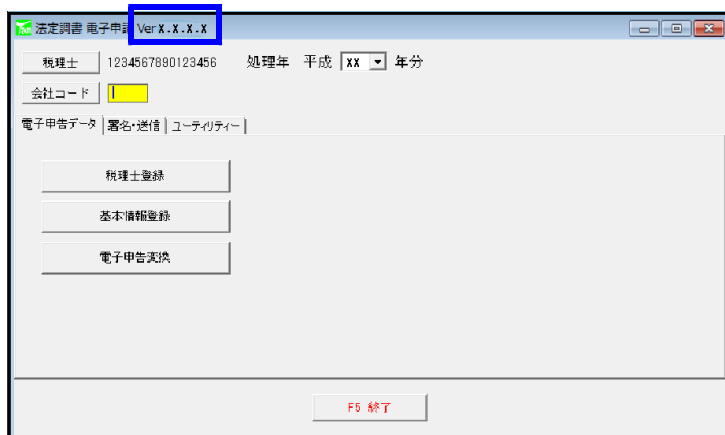 法定調書 電子申告 Ver X.X.X.X
税理士 1234567890123456 処理年 平成 XX 年分
会社コード
電子申告データ 署名・送信 ユーティリティー
税理士登録
基本情報登録
電子申告変換
F5 終了